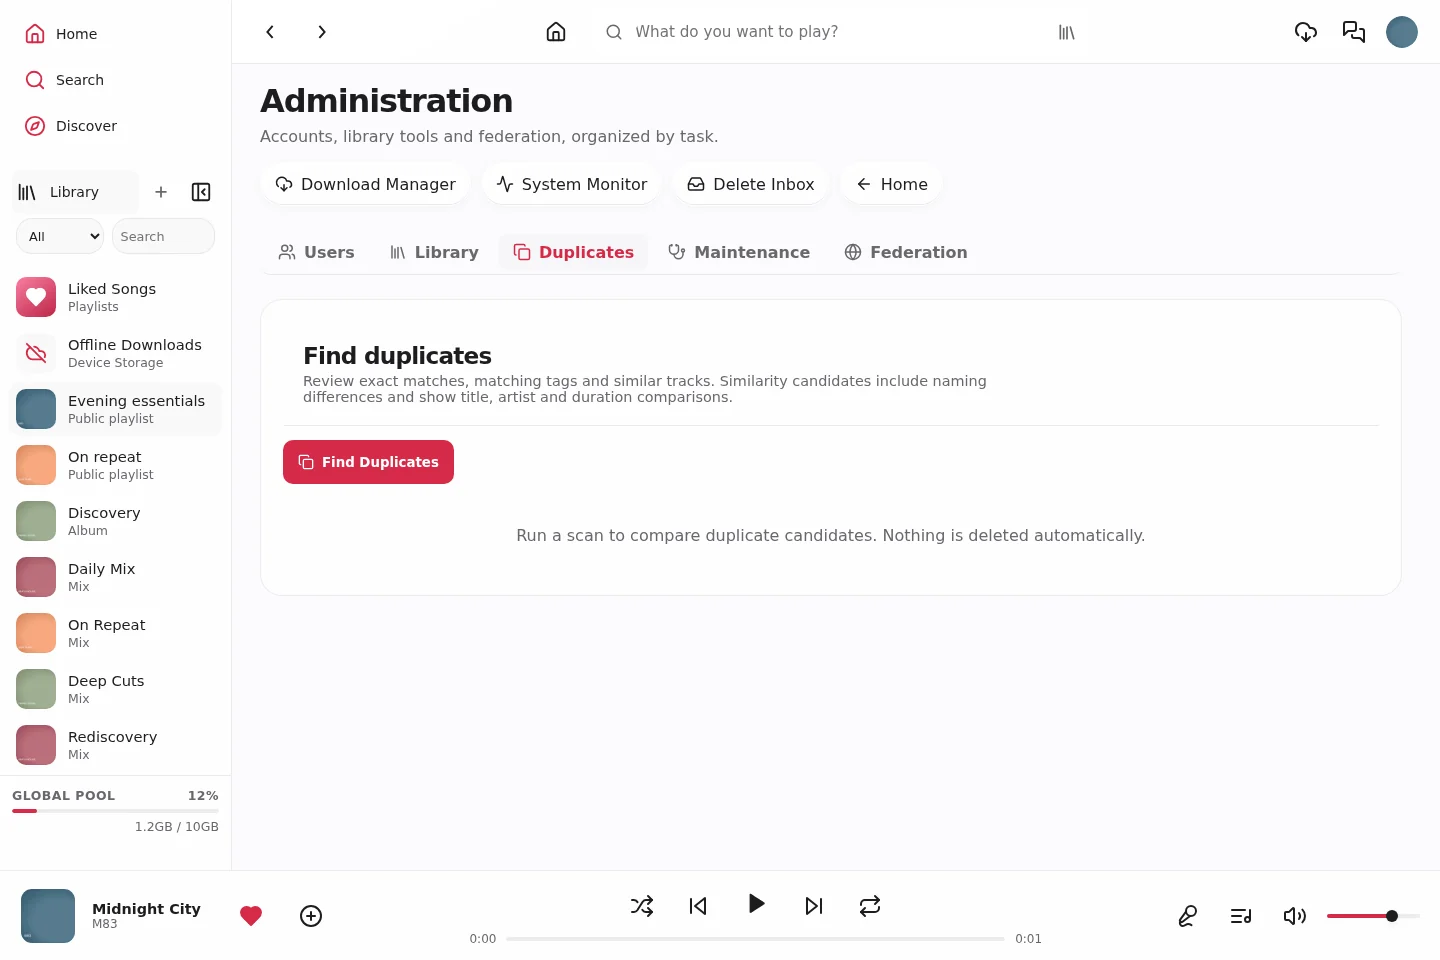 Home
Search
Discover
Library
All
Search
Liked Songs
Playlists
Offline Downloads
Device Storage
Evening essentials
Public playlist
On repeat
Public playlist
Discovery
Album
Daily Mix
Mix
On Repeat
Mix
Deep Cuts
Mix
Rediscovery
Mix
GLOBAL POOL 12%
1.2GB / 10GB
What do you want to play?
Administration
Accounts, library tools and federation, organized by task.
Download Manager System Monitor Delete Inbox Home
Users Library Duplicates Maintenance Federation
Find duplicates
Review exact matches, matching tags and similar tracks. Similarity candidates include naming
differences and show title, artist and duration comparisons.
Find Duplicates
Run a scan to compare duplicate candidates. Nothing is deleted automatically.
Midnight City
M83
0:00 0:01